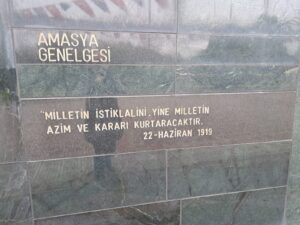 AMASYA
GENELGESİ
"MİLLETİN İSTİKLALİNİ, YİNE MİLLETİN
AZİM VE KARARI KURTARACAKTIR.
22-HAZİRAN 1919